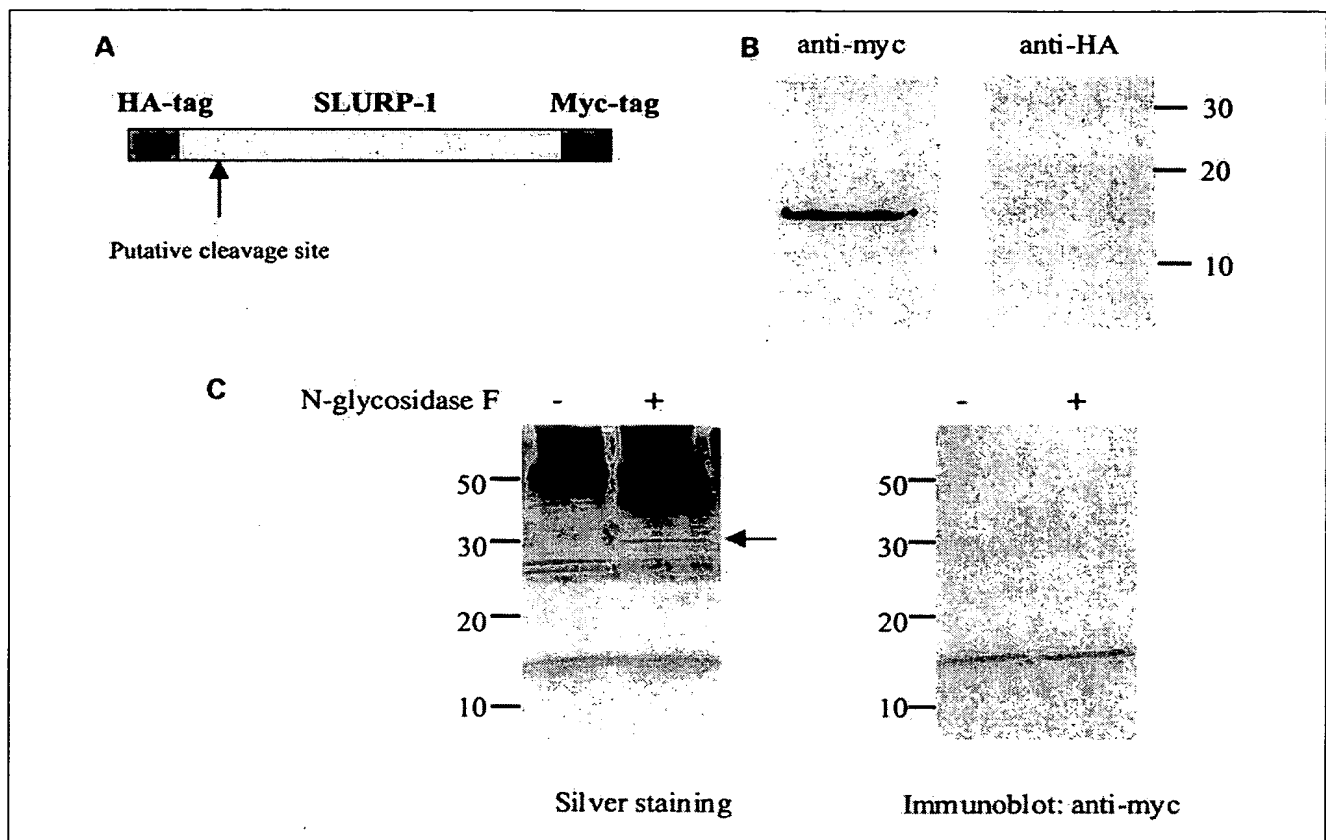 A
HA-tag SLURP-1 Myc-tag
Putative cleavage site
B
anti-myc anti-HA
30
20
10
C
N-glycosidase F - +
50
30
20
10
Silver staining
- +
50
30
20
10
Immunoblot: anti-myc